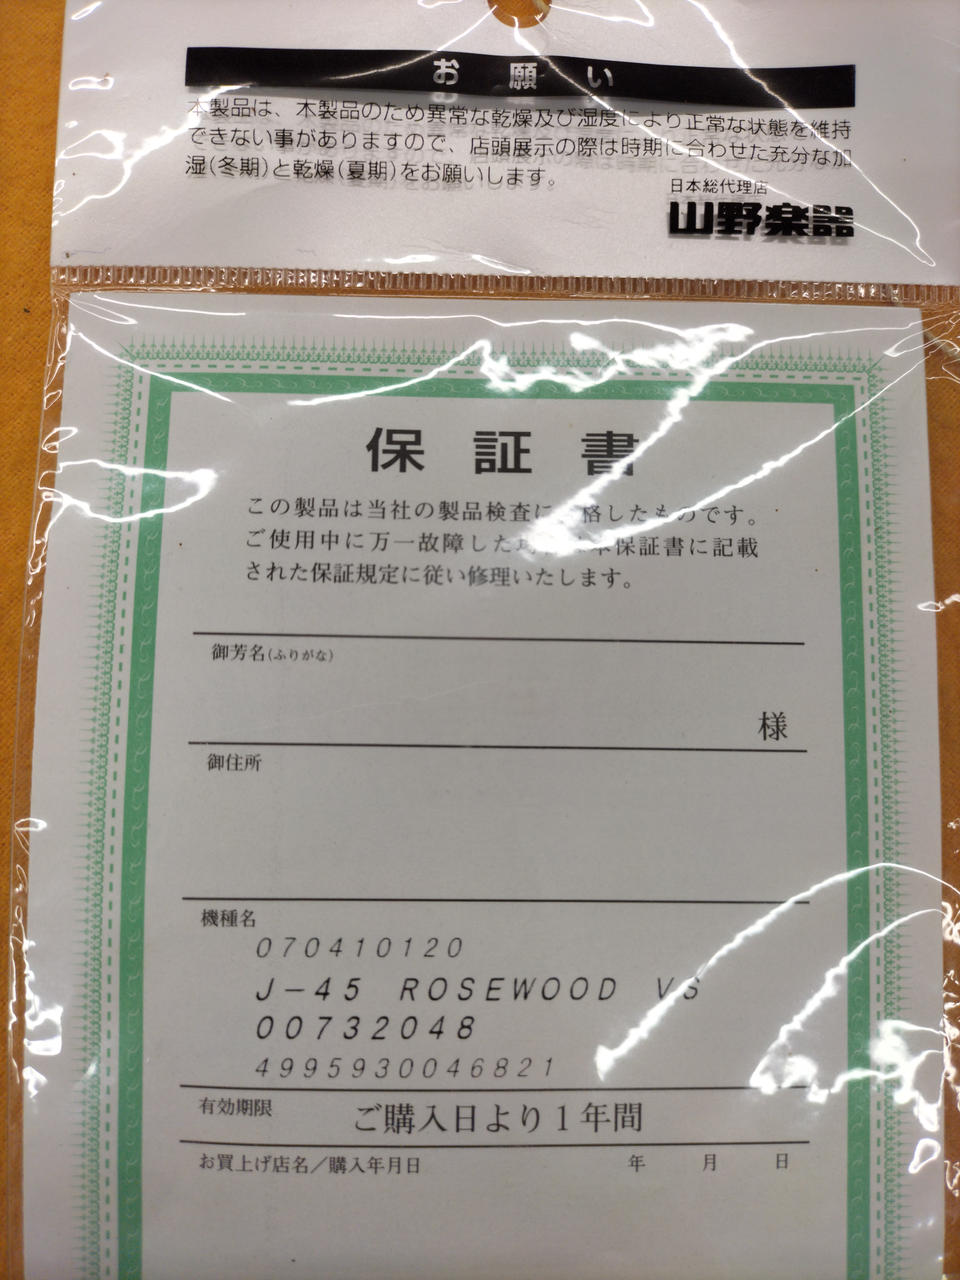 お願い
本製品は、本製品のため異常な乾燥及び湿度により正常な状態を維持
できない事がありますので、店頭展示の際は時期に合わせた充分な加
湿(冬期)と乾燥(夏期)をお願いします。
日本総代理店
山野楽器
保証書
この製品は当社の製品検査に 格したものです。
ご使用中に万一故障した 本保証書に記載
された保証規定に従い修理いたします。
御芳名(ふりがな)
様
御住所
機種名
070410120
J-45 ROSEWOOD VS
00732048
4995930046821
有効期限 ご購入日より1年間
お買上げ店名/購入年月日 年 月 日